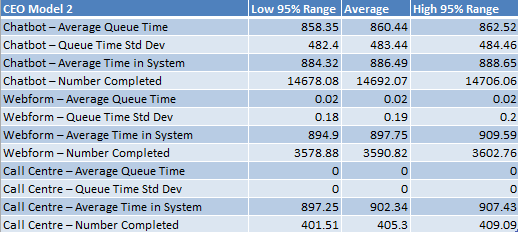 CEO Model 2 Low 95% Range Average High 95% Range
Chatbot – Average Queue Time 858.35 860.44 862.52
Chatbot – Queue Time Std Dev 482.4 483.44 484.46
Chatbot – Average Time in System 884.32 886.49 888.65
Chatbot – Number Completed 14678.08 14692.07 14706.06
Webform – Average Queue Time 0.02 0.02 0.02
Webform – Queue Time Std Dev 0.18 0.19 0.2
Webform – Average Time in System 894.9 897.75 909.59
Webform – Number Completed 3578.88 3590.82 3602.76
Call Centre – Average Queue Time 0 0 0
Call Centre – Queue Time Std Dev 0 0 0
Call Centre – Average Time in System 897.25 902.34 907.43
Call Centre – Number Completed 401.51 405.3 409.09